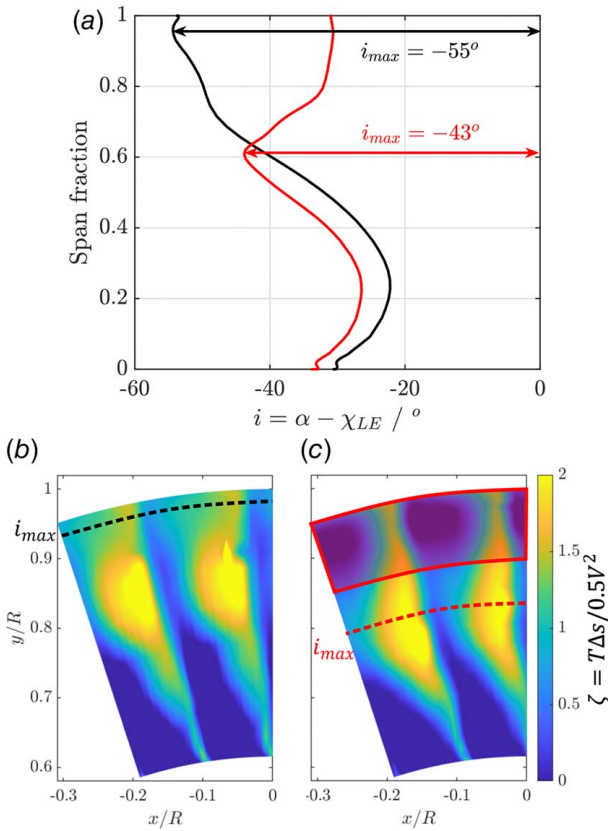 (a)
1
0.8
0.6
0.4
0.2
0
Span fraction
i_max = −55°
i_max = −43°
-60 -40 -20 0
i = α − χ_LE / °
(b)
1
0.9
0.8
0.7
0.6
y/R
i_max
-0.3 -0.2 -0.1 0
x/R
(c)
i_max
-0.3 -0.2 -0.1 0
x/R
2
1.5
1
0.5
0
ζ = TΔs/0.5V²